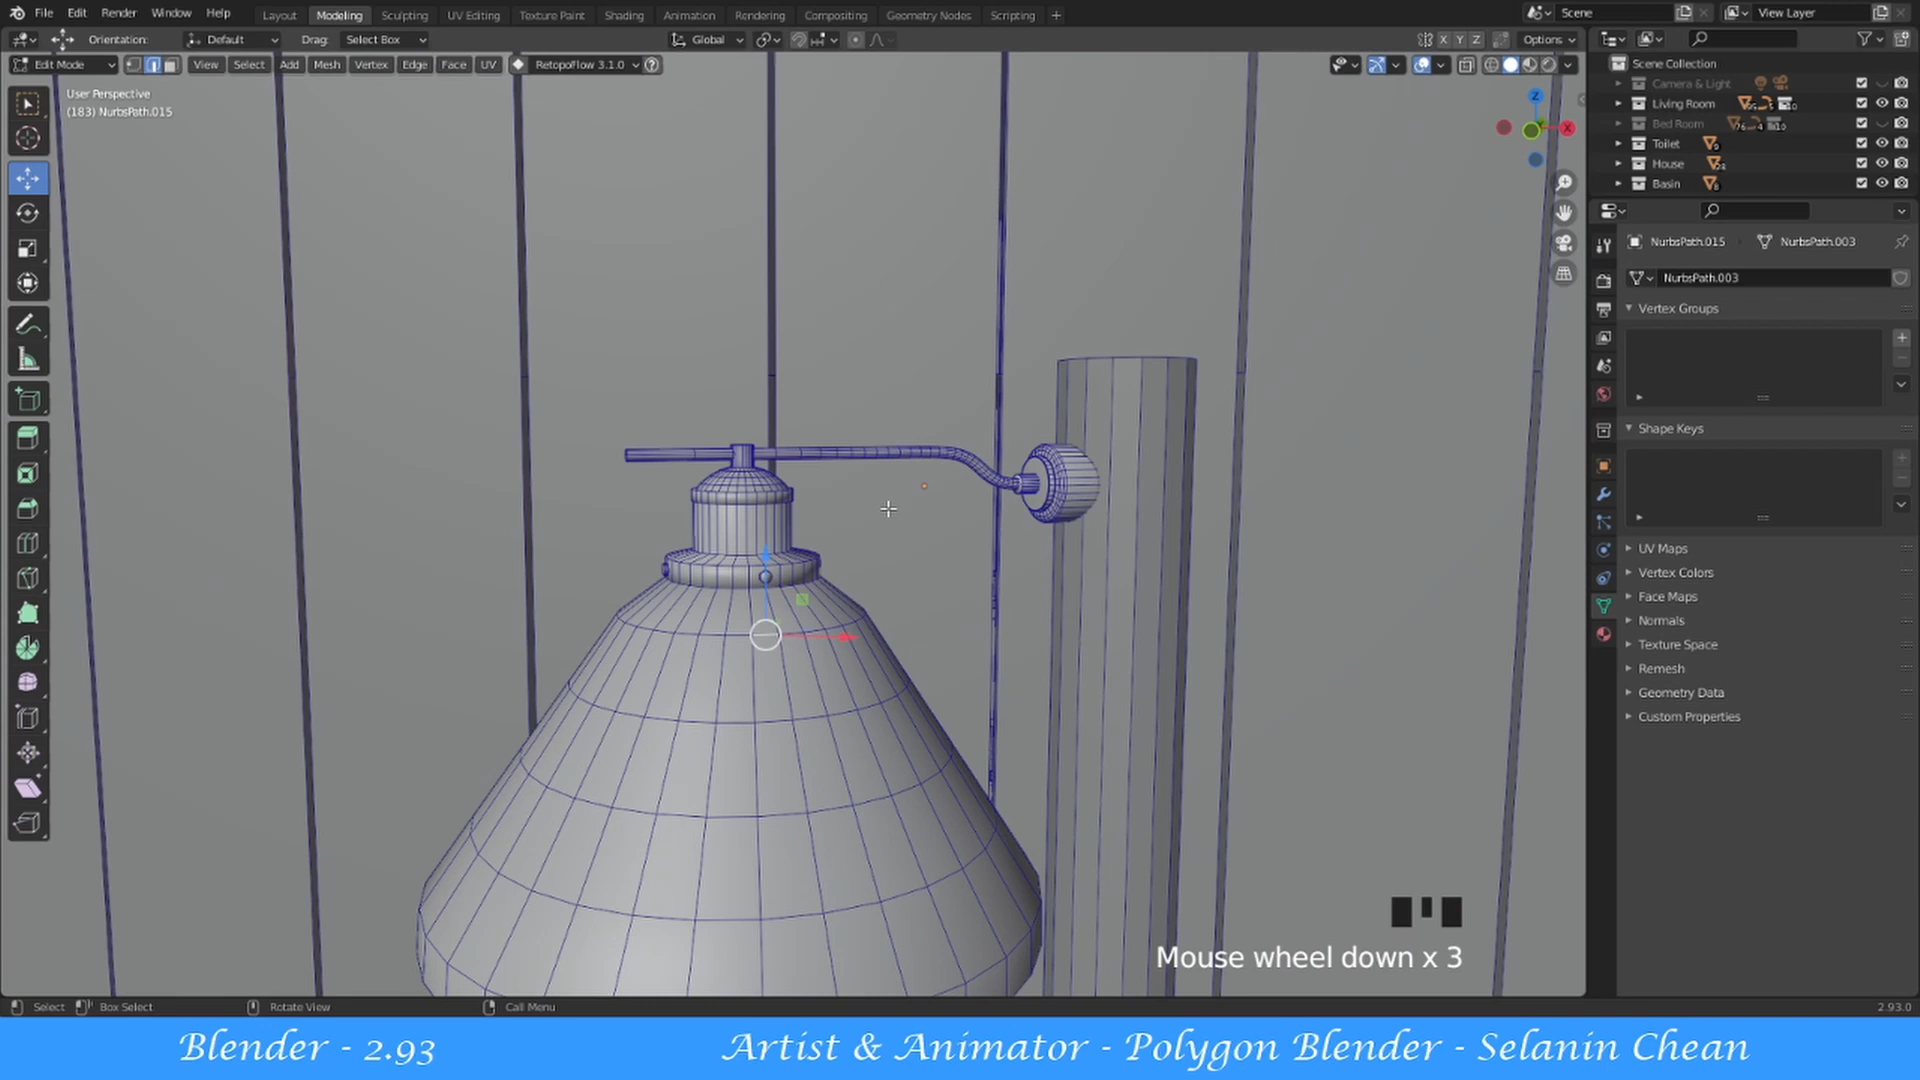 File Edit Render Window Help Layout Modeling Sculpting UV Editing Texture Paint Shading Animation Rendering Compositing Geometry Nodes Scripting + Scene View Layer
Orientation: Default Drag: Select Box Global X Y Z Options
Edit Mode View Select Add Mesh Vertex Edge Face UV RetopoFlow 3.1.0
User Perspective
(183) NurbsPath.015
Z
X
Scene Collection
Camera & Light
Living Room
Bed Room
Toilet
House
Basin
NurbsPath.015 NurbsPath.003
NurbsPath.003
Vertex Groups
Shape Keys
UV Maps
Vertex Colors
Face Maps
Normals
Texture Space
Remesh
Geometry Data
Custom Properties
Mouse wheel down x 3
Select Box Select Rotate View Call Menu 2.93.0
Blender - 2.93 Artist & Animator - Polygon Blender - Selanin Chean